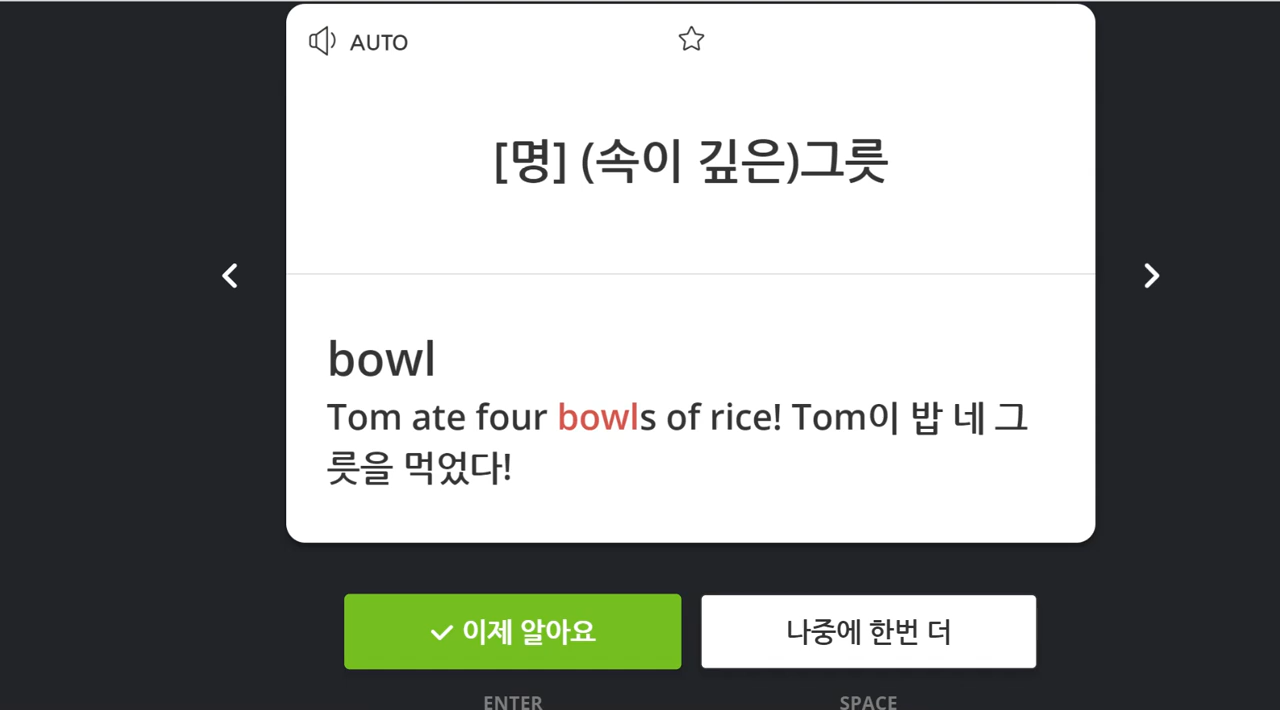 AUTO
[명] (속이 깊은)그릇
bowl
Tom ate four bowls of rice! Tom이 밥 네 그
릇을 먹었다!
이제 알아요
나중에 한번 더
ENTER
SPACE